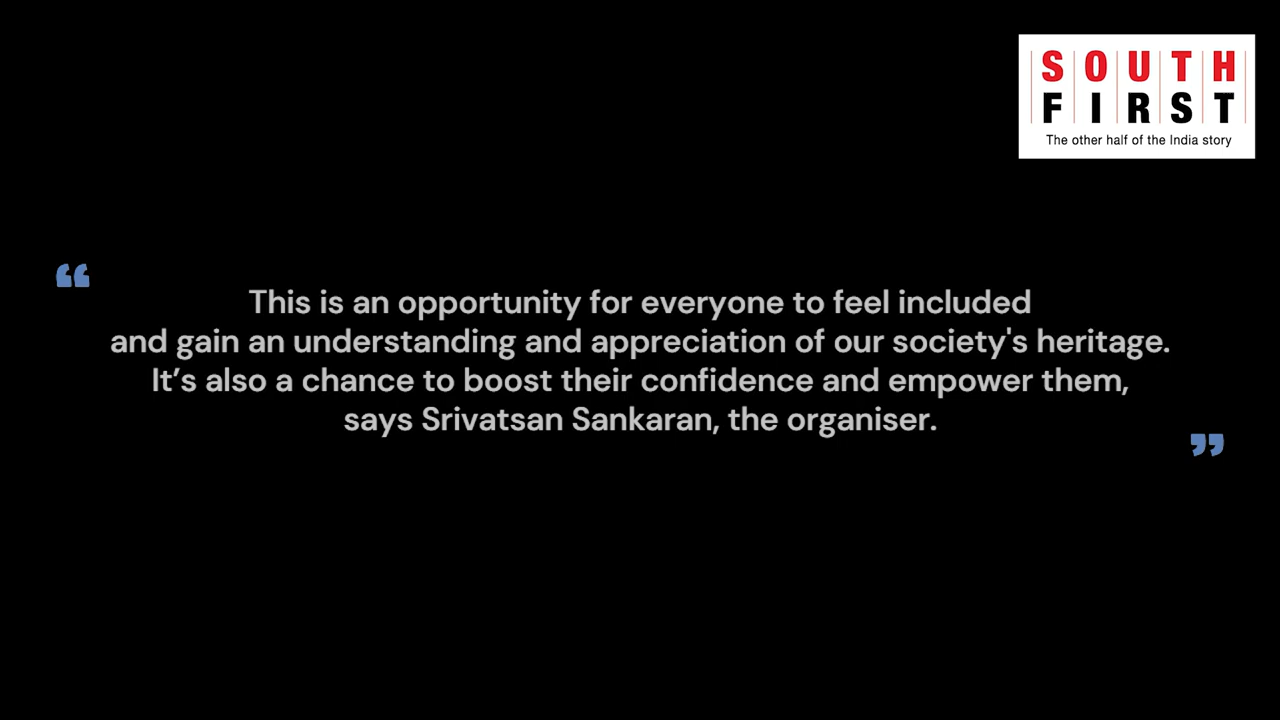 SOUTH
FIRST
The other half of the India story
“
This is an opportunity for everyone to feel included
and gain an understanding and appreciation of our society's heritage.
It’s also a chance to boost their confidence and empower them,
says Srivatsan Sankaran, the organiser.
”